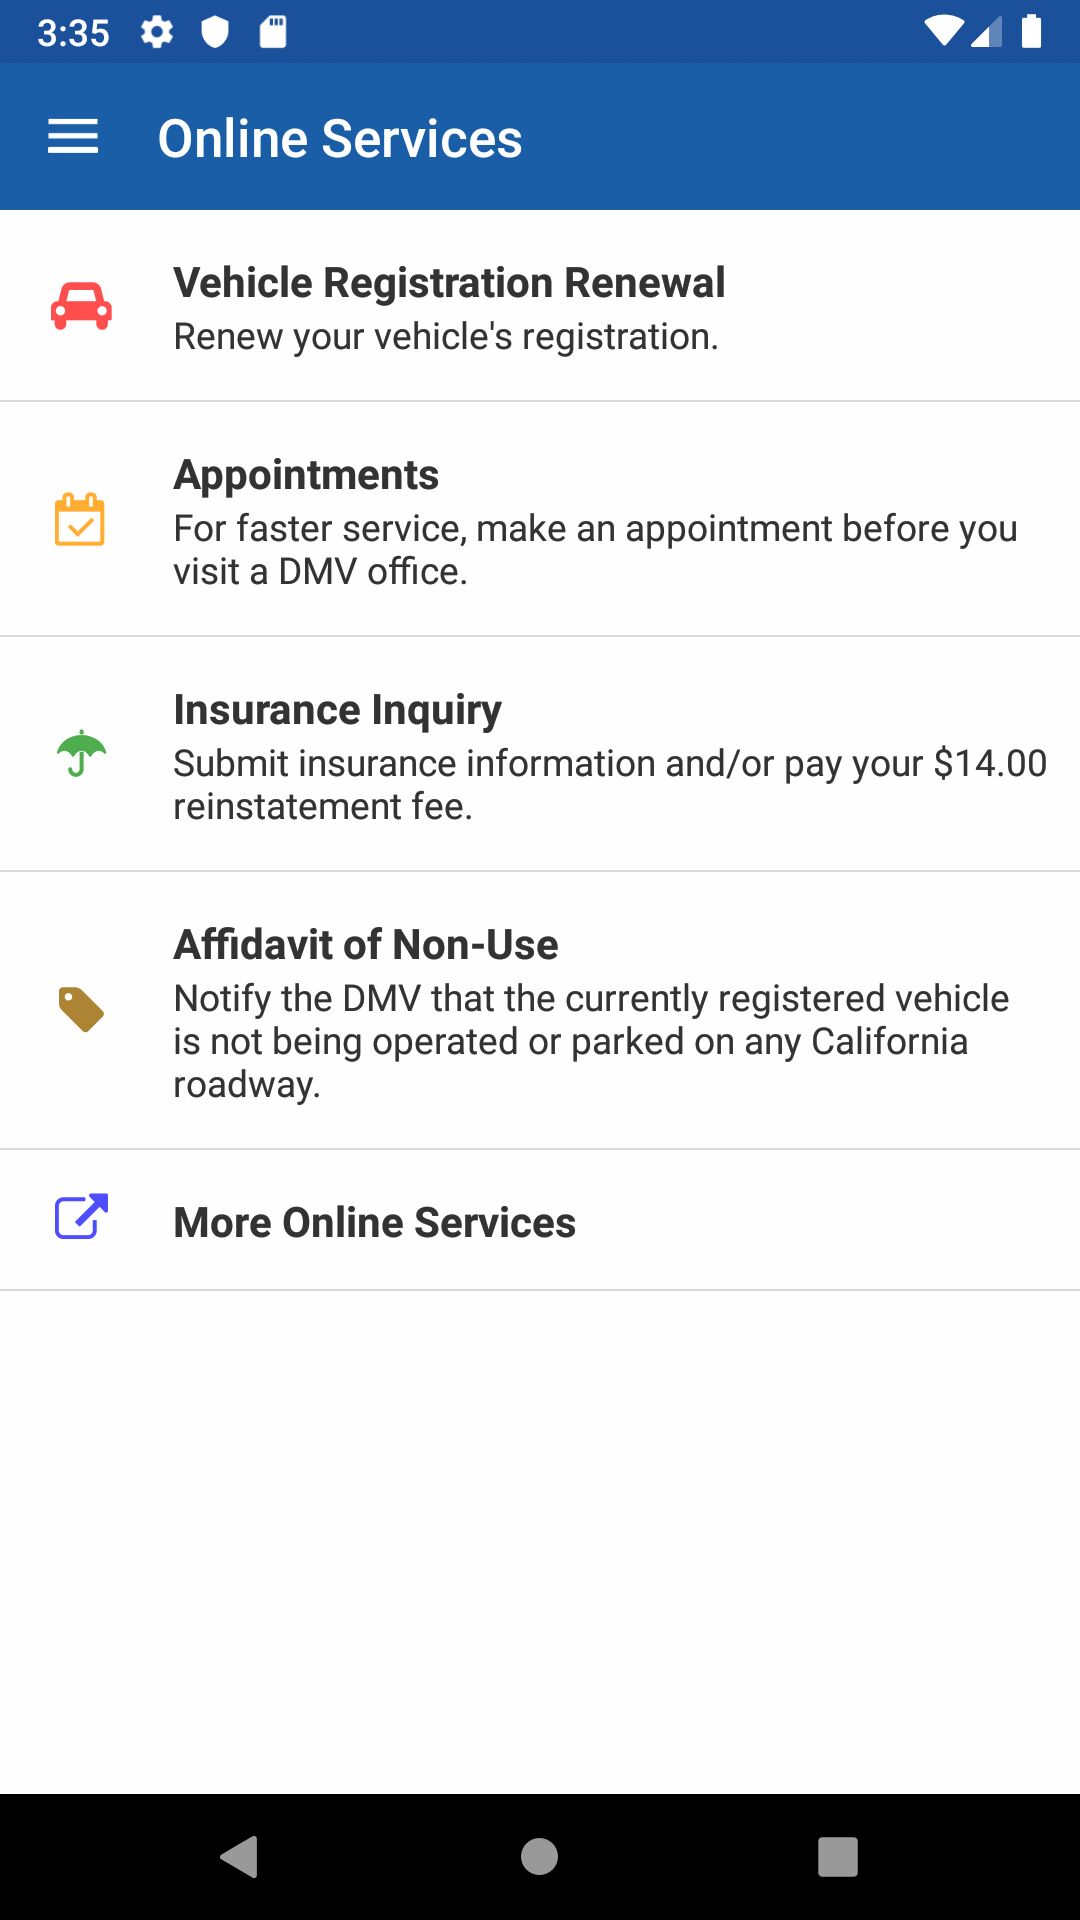 3:35
Online Services
Vehicle Registration Renewal
Renew your vehicle's registration.
Appointments
For faster service, make an appointment before you
visit a DMV office.
Insurance Inquiry
Submit insurance information and/or pay your $14.00
reinstatement fee.
Affidavit of Non-Use
Notify the DMV that the currently registered vehicle
is not being operated or parked on any California
roadway.
More Online Services